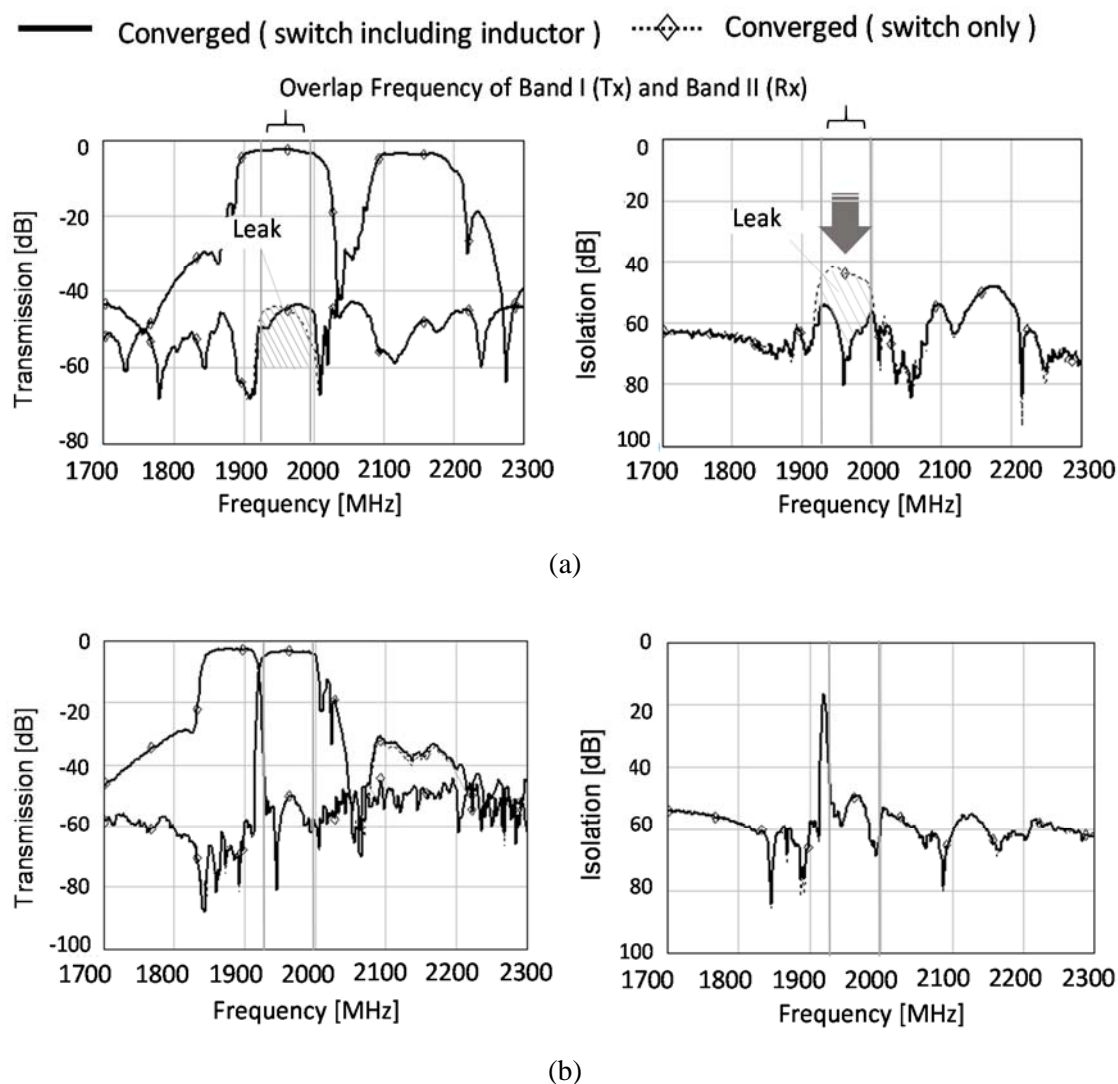 Converged ( switch including inductor ) Converged ( switch only )
Overlap Frequency of Band I (Tx) and Band II (Rx)
0
-20
-40
-60
-80
Transmission [dB]
Leak
1700 1800 1900 2000 2100 2200 2300
Frequency [MHz]
0
20
40
60
80
100
Isolation [dB]
Leak
1700 1800 1900 2000 2100 2200 2300
Frequency [MHz]
(a)
0
-20
-40
-60
-80
-100
Transmission [dB]
1700 1800 1900 2000 2100 2200 2300
Frequency [MHz]
0
20
40
60
80
100
Isolation [dB]
1700 1800 1900 2000 2100 2200 2300
Frequency [MHz]
(b)